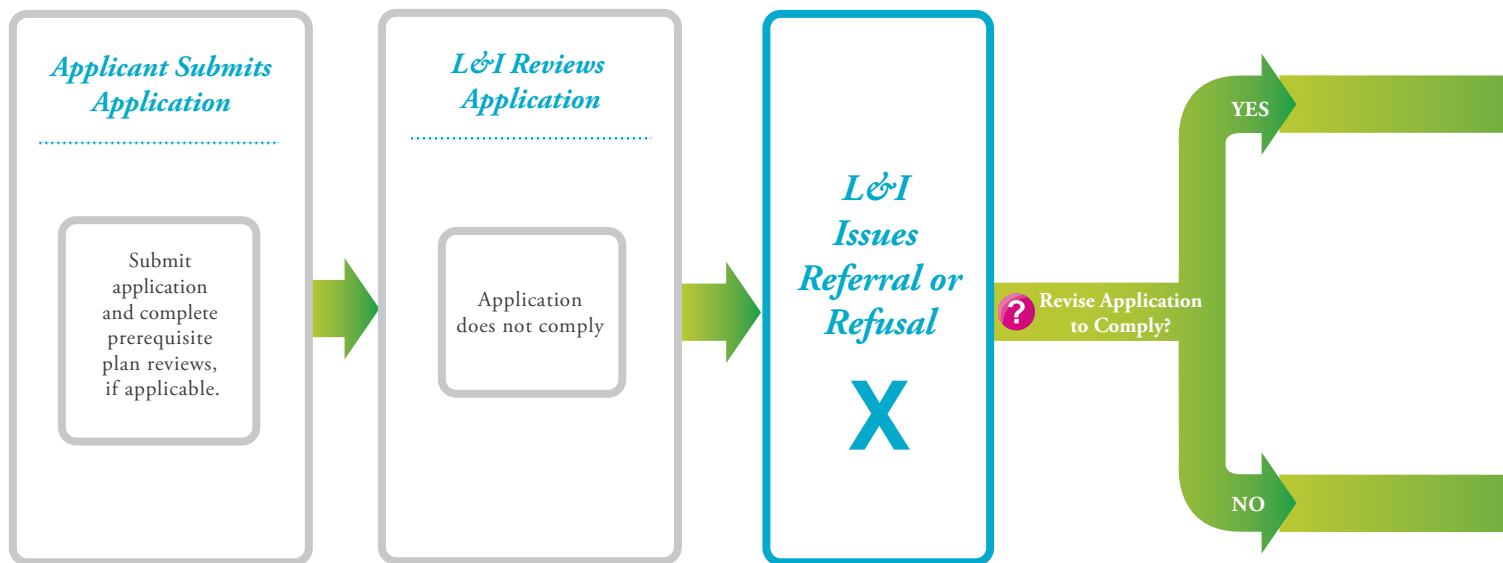 Applicant Submits
Application
Submit
application
and complete
prerequisite
plan reviews,
if applicable.
L&I Reviews
Application
Application
does not comply
L&I
Issues
Referral or
Refusal
X
? Revise Application
to Comply?
YES
NO